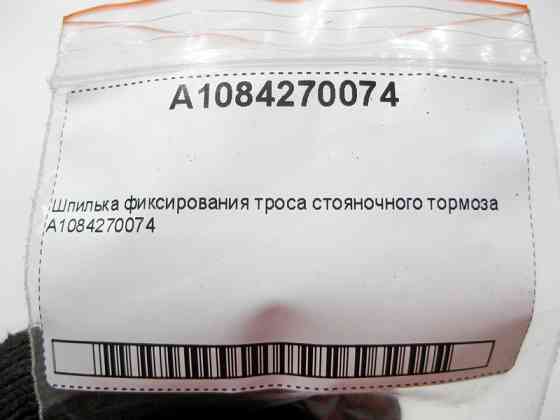 A1084270074
Шпилька фиксирования троса стояночного тормоза
A1084270074